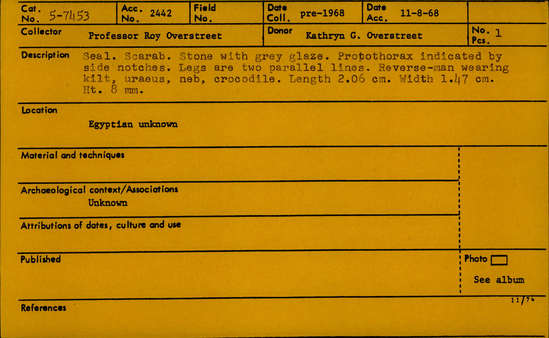 Cat. No. 5-7453 Acc. No. 2442 Field No. Date Coll. pre-1968 Date Acc. 11-8-68
Collector Professor Roy Overstreet Donor Kathryn G. Overstreet No. Pcs. 1
Description Seal. Scarab. Stone with grey glaze. Protothorax indicated by
side notches. Legs are two parallel lines. Reverse-man wearing
kilt, uraeus, neb, crocodile. Length 2.06 cm. Width 1.47 cm.
Ht. 8 mm.
Location
Egyptian unknown
Material and techniques
Archaeological context/Associations
Unknown
Attributions of dates, culture and use
Published
Photo
See album
11/76
References